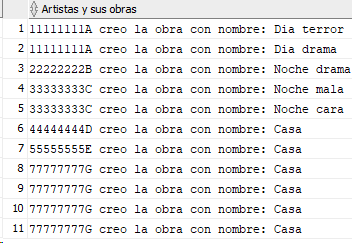 Artistas y sus obras
1 11111111A creo la obra con nombre: Dia terror
2 11111111A creo la obra con nombre: Dia drama
3 22222222B creo la obra con nombre: Noche drama
4 33333333C creo la obra con nombre: Noche mala
5 33333333C creo la obra con nombre: Noche cara
6 44444444D creo la obra con nombre: Casa
7 55555555E creo la obra con nombre: Casa
8 77777777G creo la obra con nombre: Casa
9 77777777G creo la obra con nombre: Casa
10 77777777G creo la obra con nombre: Casa
11 77777777G creo la obra con nombre: Casa